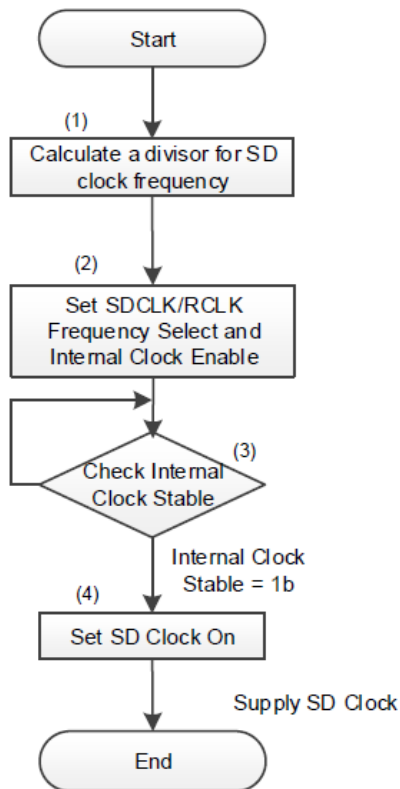 Start
(1)
Calculate a divisor for SD
clock frequency
(2)
Set SDCLK/RCLK
Frequency Select and
Internal Clock Enable
(3)
Check Internal
Clock Stable
Internal Clock
Stable = 1b
(4)
Set SD Clock On
Supply SD Clock
End